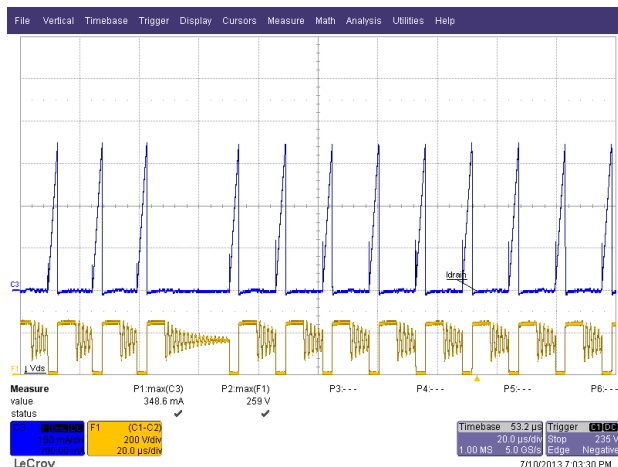 File Vertical Timebase Trigger Display Cursors Measure Math Analysis Utilities Help
C3
Idrain
F1
Vds
Measure P1:max(C3) P2:max(F1) P3:- - - P4:- - - P5:- - - P6:- - -
value 348.6 mA 259 V
status
C3
100 mA/div
F1 (C1-C2)
200 V/div
20.0 µs/div
Timebase 53.2 µs
20.0 µs/div
1.00 MS 5.0 GS/s
Trigger C1 DC
Stop 235 V
Edge Negative
LeCroy
7/10/2013 7:03:30 PM